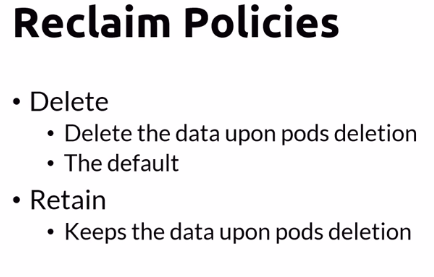 Reclaim Policies
• Delete
• Delete the data upon pods deletion
• The default
• Retain
• Keeps the data upon pods deletion